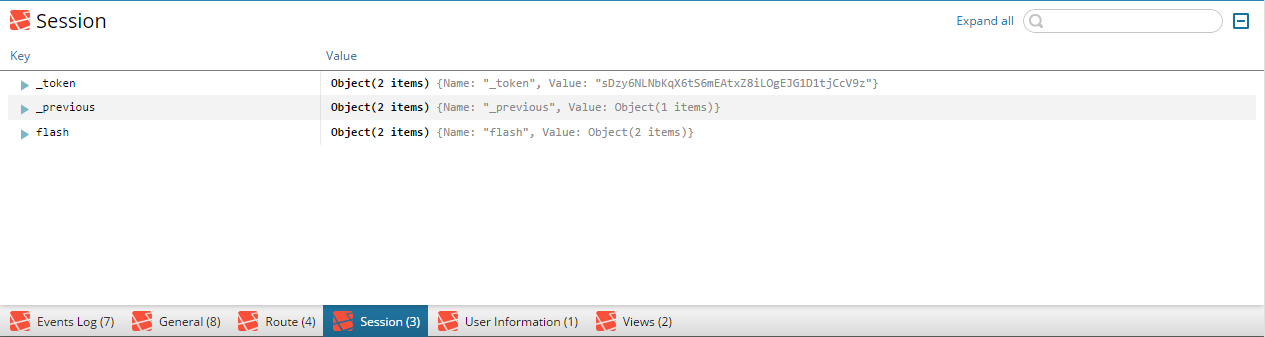 Session
Expand all
Key Value
_token Object(2 items) {Name: "_token", Value: "sDzy6NLNbKqX6tS6mEAtxZ8iLOgEJG1D1tjCcV9z"}
_previous Object(2 items) {Name: "_previous", Value: Object(1 items)}
flash Object(2 items) {Name: "flash", Value: Object(2 items)}
Events Log (7) General (8) Route (4) Session (3) User Information (1) Views (2)